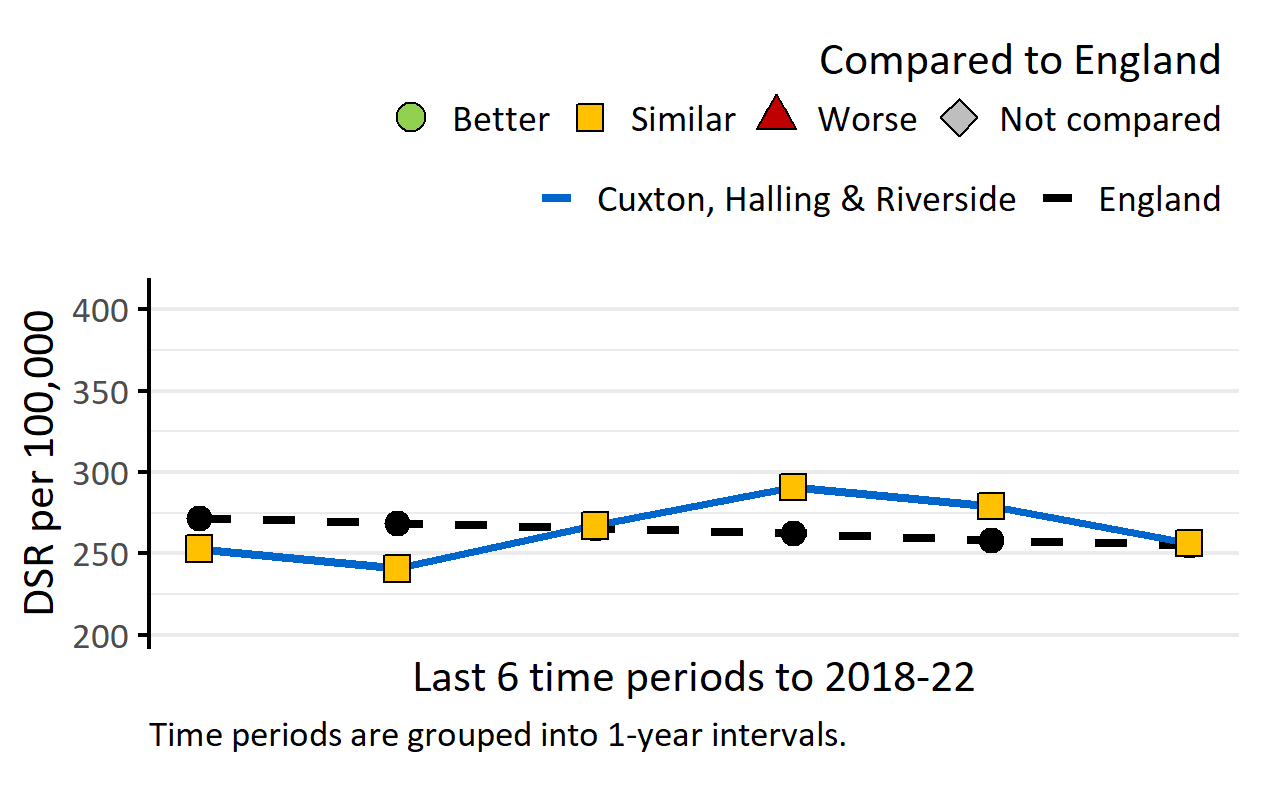 Compared to England
Better Similar Worse Not compared
Cuxton, Halling & Riverside England
DSR per 100,000
400
350
300
250
200
Last 6 time periods to 2018-22
Time periods are grouped into 1-year intervals.